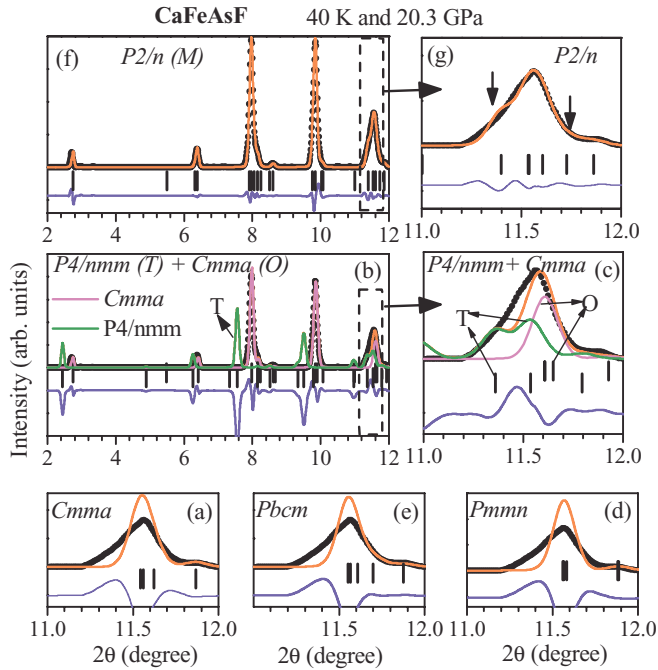 CaFeAsF 40 K and 20.3 GPa
(f) P2/n (M)
(g) P2/n
2 4 6 8 10 12
11.0 11.5 12.0
P4/nmm (T) + Cmma (O)
(b)
Cmma
P4/nmm
T
P4/nmm+ Cmma
(c)
T
O
2 4 6 8 10 12
11.0 11.5 12.0
Intensity (arb. units)
Cmma (a)
Pbcm (e)
Pmmn (d)
11.0 11.5 12.0
11.5 12.0
11.0 11.5 12.0
2θ (degree)
2θ (degree)
2θ (degree)